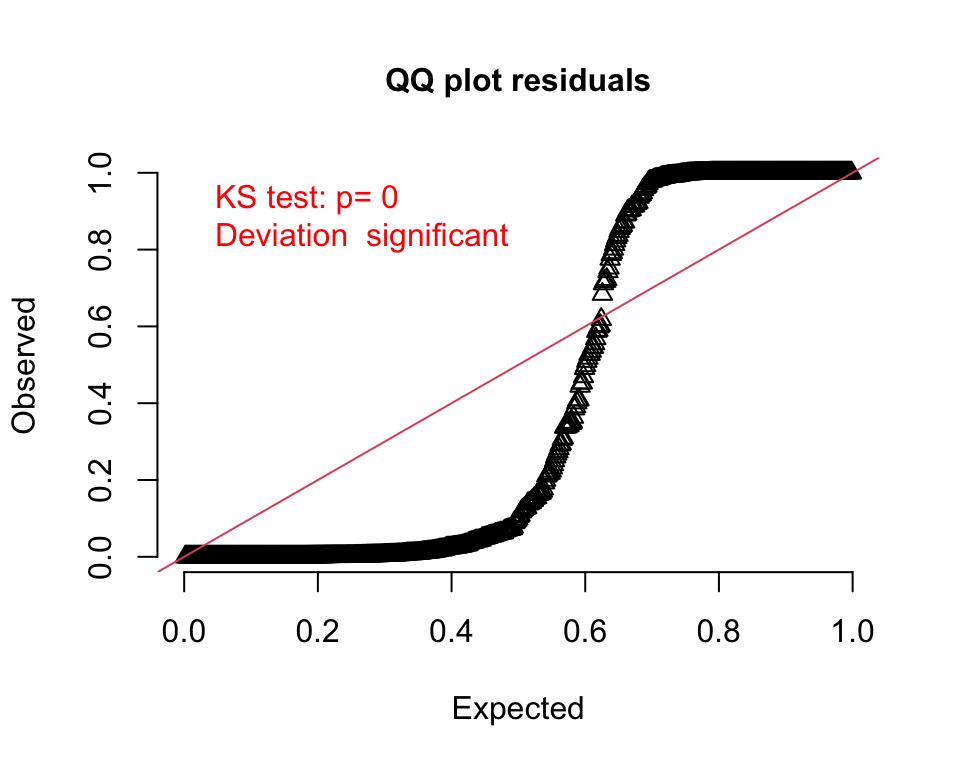 QQ plot residuals
KS test: p= 0
Deviation  significant
Observed
1.0
0.8
0.6
0.4
0.2
0.0
0.0 0.2 0.4 0.6 0.8 1.0
Expected